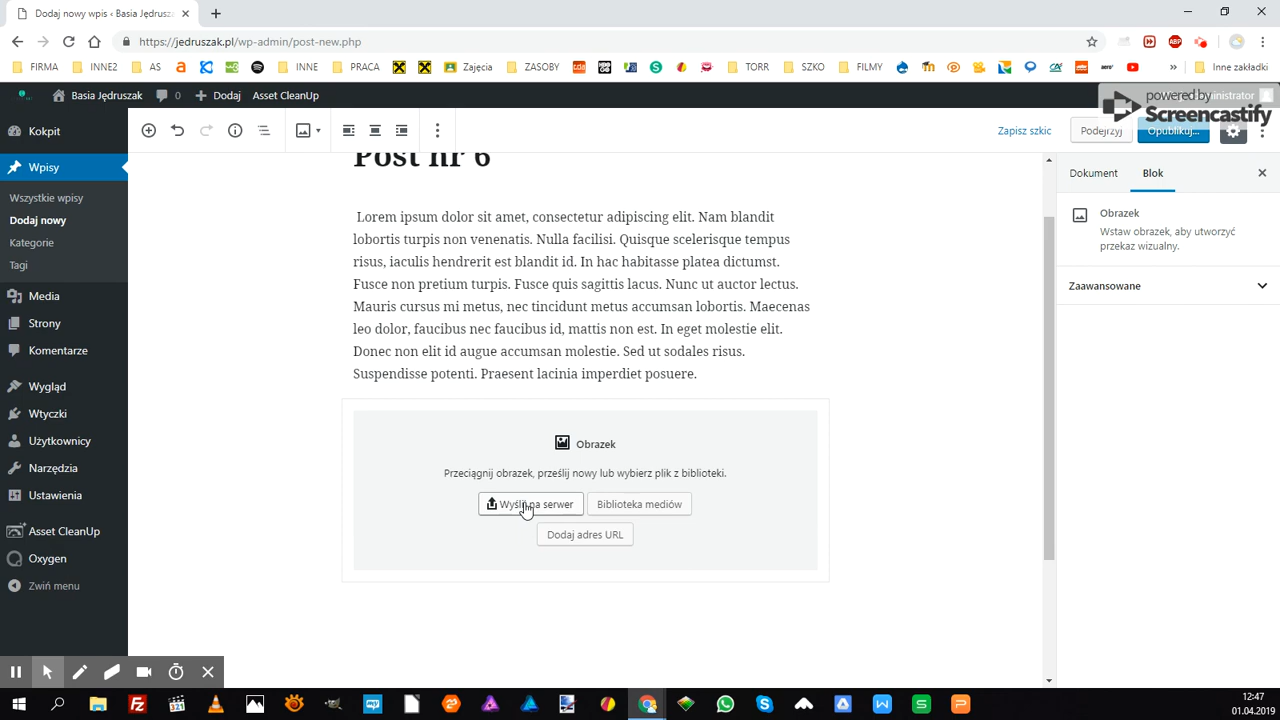 Dodaj nowy wpis ‹ Basia Jędrusza
https://jedruszak.pl/wp-admin/post-new.php
FIRMA
INNE2
AS
INNE
PRACA
Zajęcia
ZASOBY
TORR
SZKO
FILMY
»
Inne zakładki
Basia Jędruszak
0
Dodaj
Asset CleanUp
powered by
Screencastify
Kokpit
Wpisy
Wszystkie wpisy
Dodaj nowy
Kategorie
Tagi
Media
Strony
Komentarze
Wygląd
Wtyczki
Użytkownicy
Narzędzia
Ustawienia
Asset CleanUp
Oxygen
Zwiń menu
Zapisz szkic
Podejrzyj
Opublikuj...
Post nr 6
Lorem ipsum dolor sit amet, consectetur adipiscing elit. Nam blandit
lobortis turpis non venenatis. Nulla facilisi. Quisque scelerisque tempus
risus, iaculis hendrerit est blandit id. In hac habitasse platea dictumst.
Fusce non pretium turpis. Fusce quis sagittis lacus. Nunc ut auctor lectus.
Mauris cursus mi metus, nec tincidunt metus accumsan lobortis. Maecenas
leo dolor, faucibus nec faucibus id, mattis non est. In eget molestie elit.
Donec non elit id augue accumsan molestie. Sed ut sodales risus.
Suspendisse potenti. Praesent lacinia imperdiet posuere.
Obrazek
Przeciągnij obrazek, prześlij nowy lub wybierz plik z biblioteki.
Wyślij na serwer
Biblioteka mediów
Dodaj adres URL
Dokument
Blok
Obrazek
Wstaw obrazek, aby utworzyć
przekaz wizualny.
Zaawansowane
12:47
01.04.2019